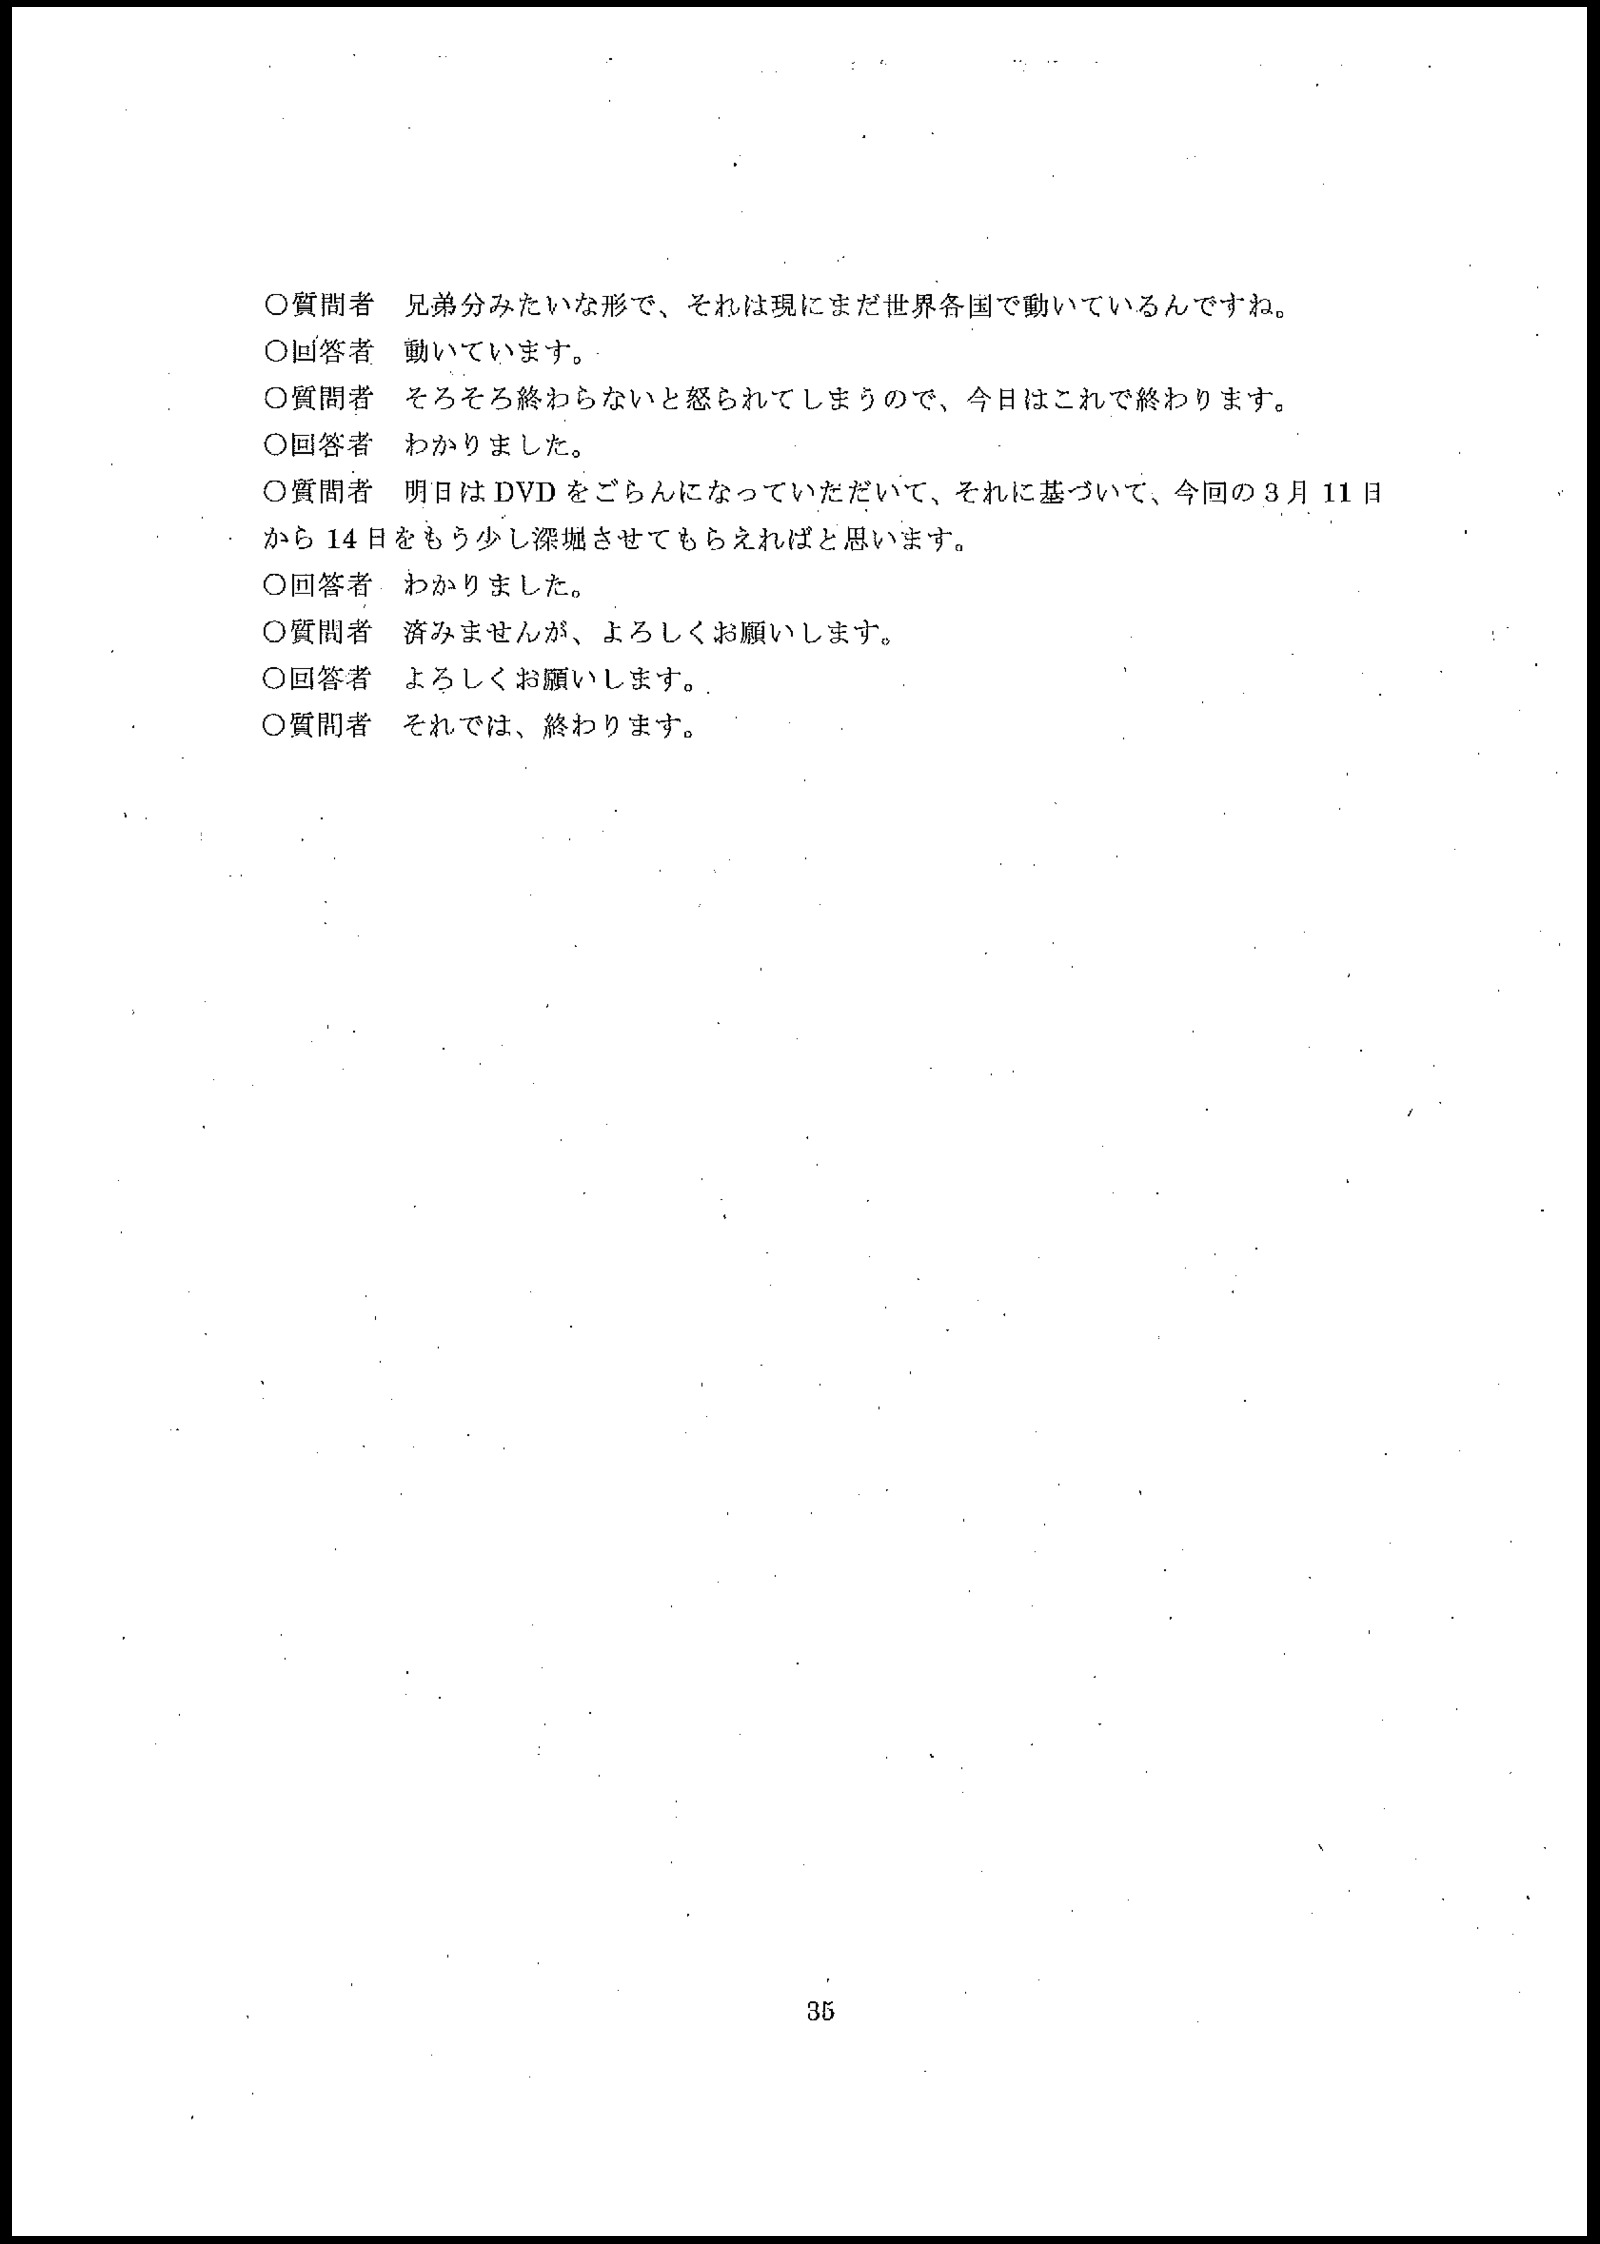 ○質問者　兄弟分みたいな形で、それは現にまだ世界各国で動いているんですね。
○回答者　動いています。
○質問者　そろそろ終わらないと怒られてしまうので、今日はこれで終わります。
○回答者　わかりました。
○質問者　明日は DVD をごらんになっていただいて、それに基づいて、今回の 3 月 11 日
から 14 日をもう少し深堀させてもらえればと思います。
○回答者　わかりました。
○質問者　済みませんが、よろしくお願いします。
○回答者　よろしくお願いします。
○質問者　それでは、終わります。
35